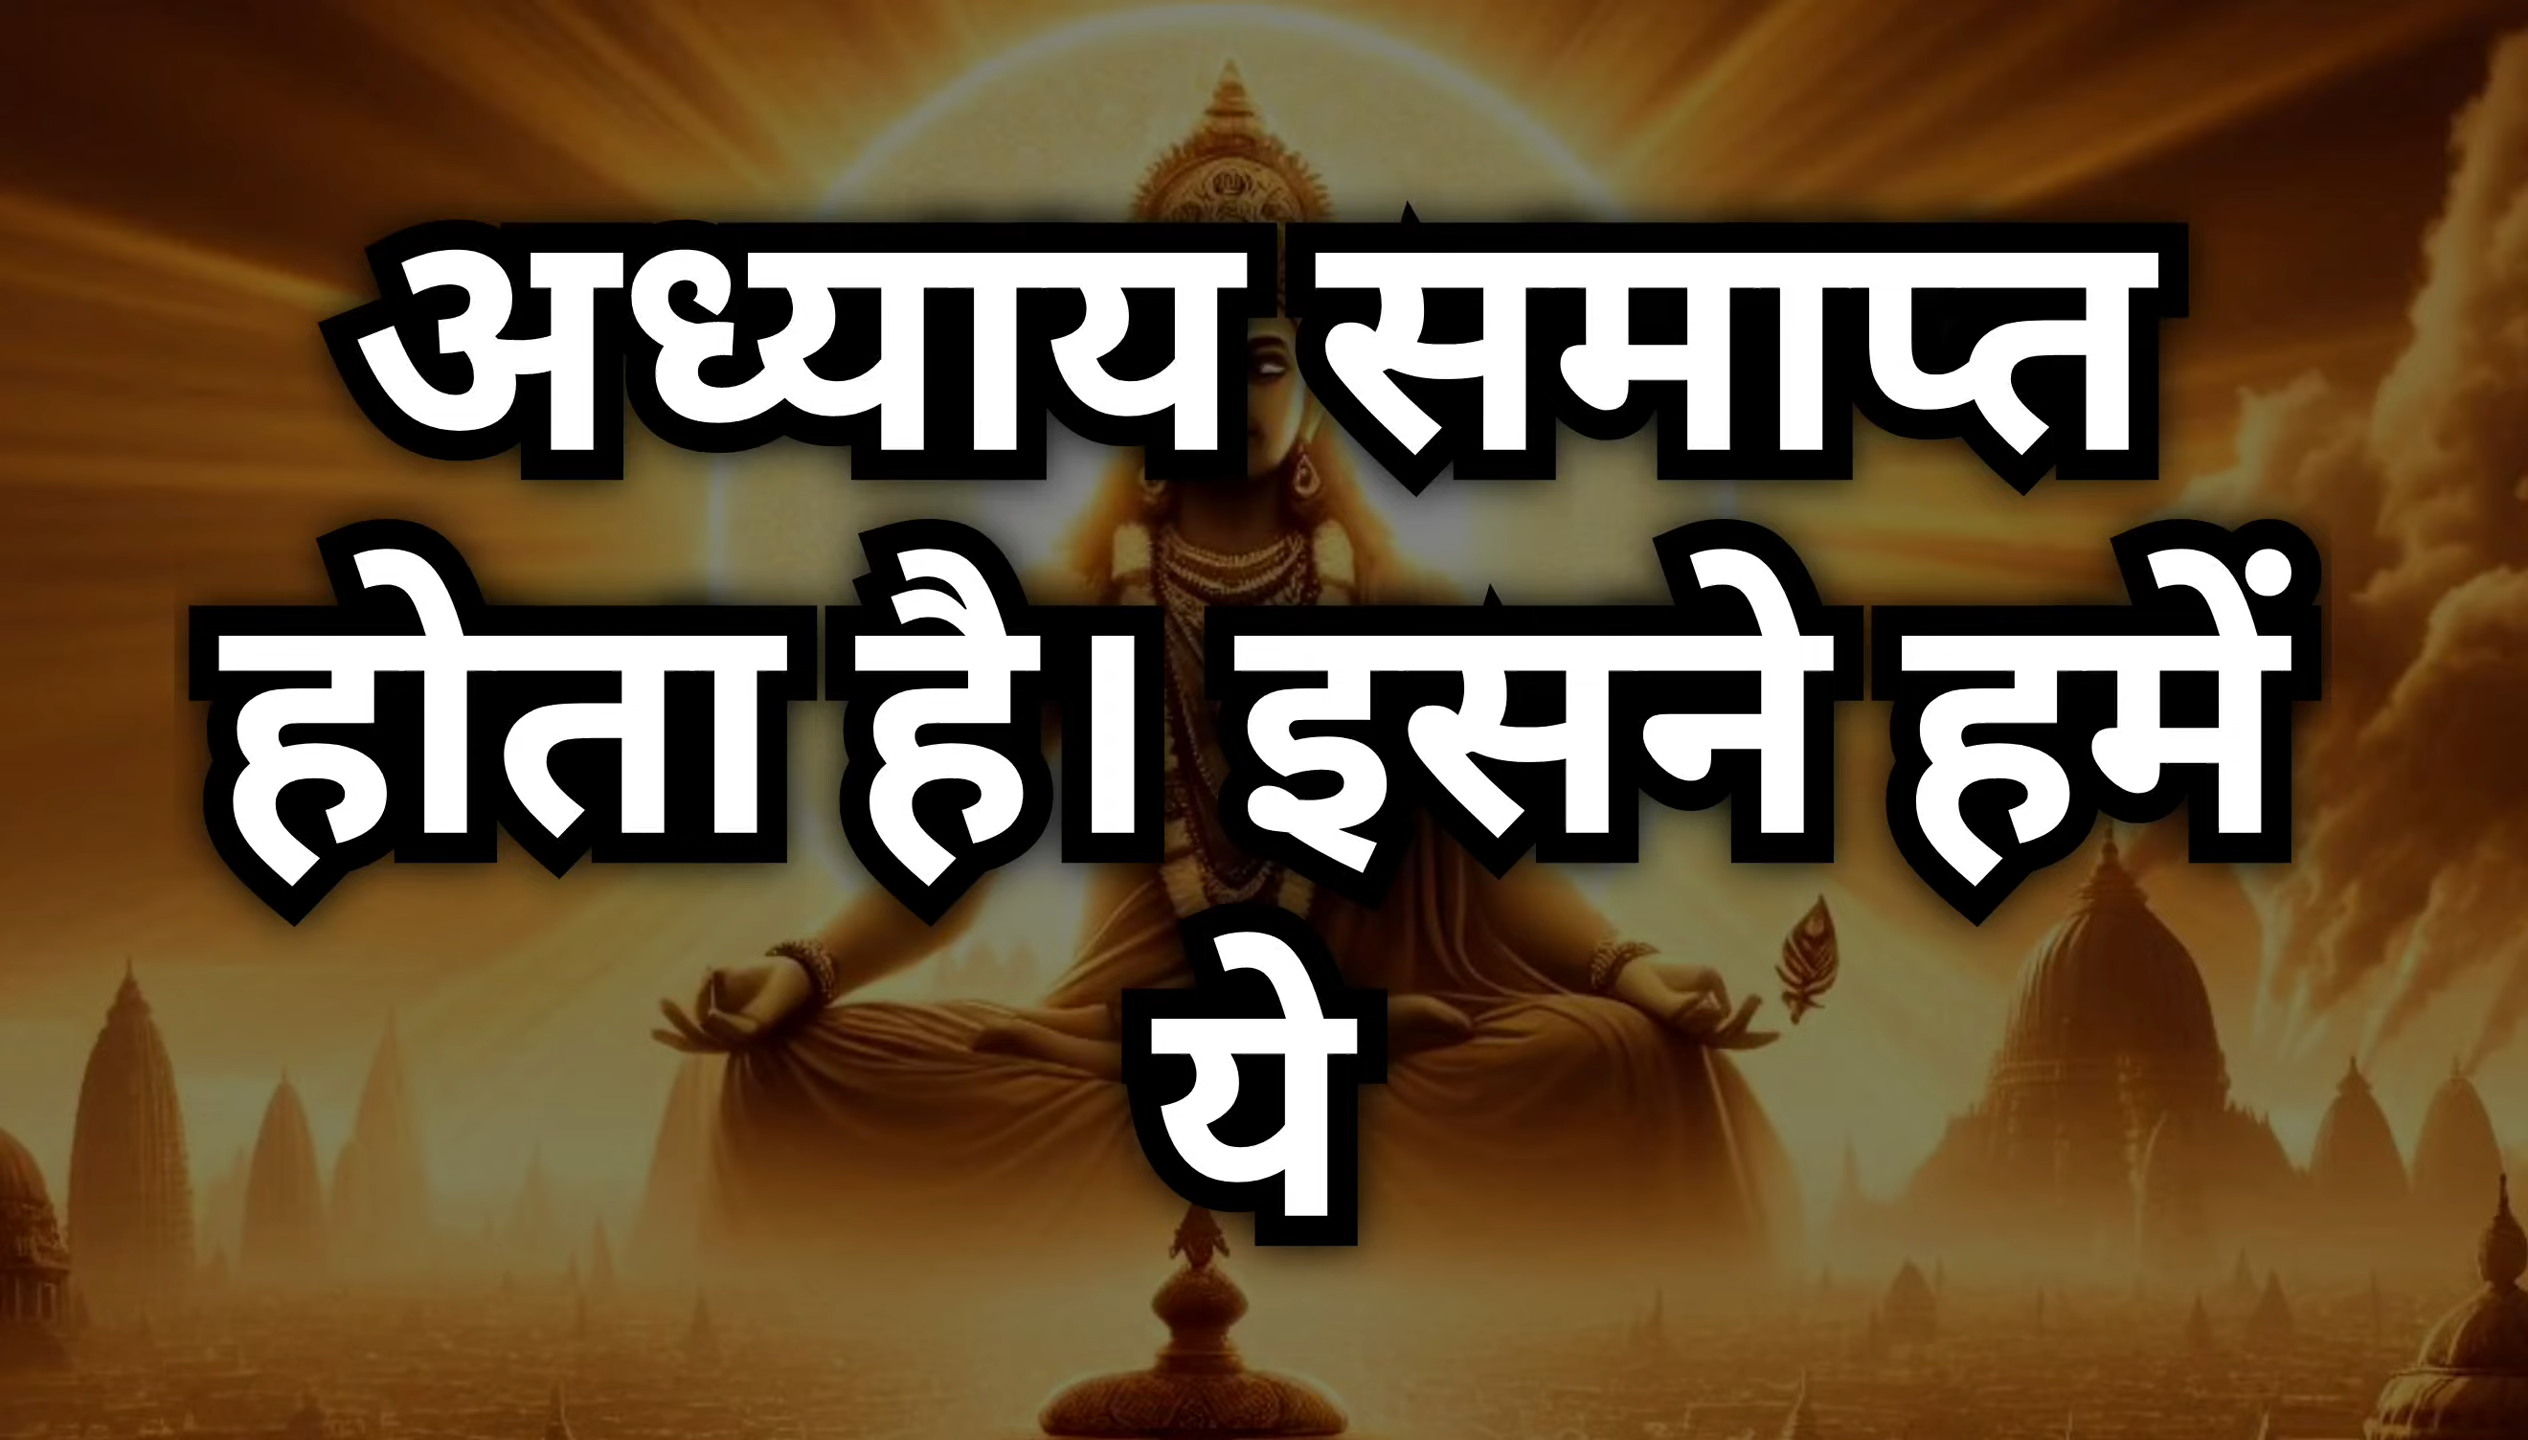 अध्याय समाप्त
होता है। इसने हमें
ये